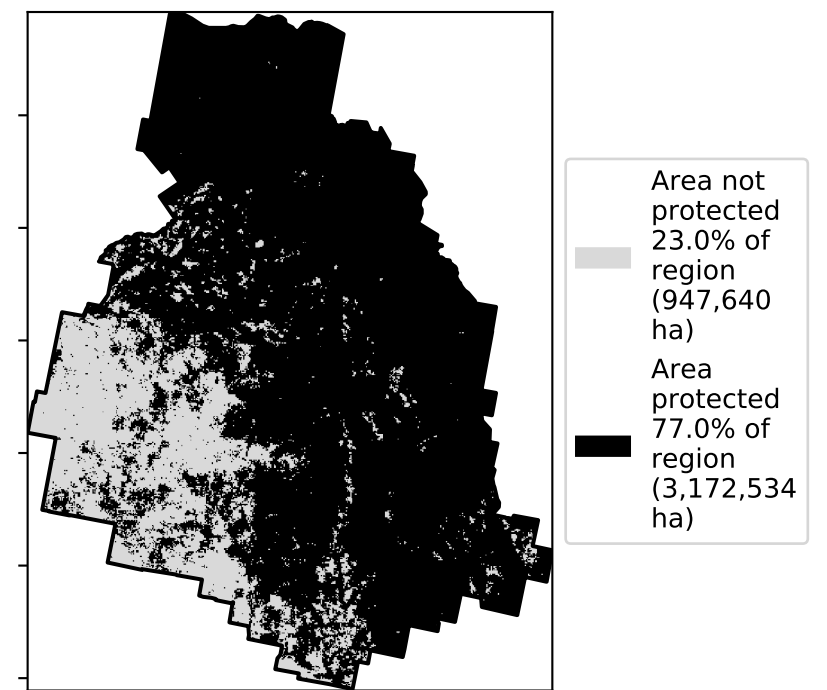 Area not
protected
23.0% of
region
(947,640
ha)
Area
protected
77.0% of
region
(3,172,534
ha)